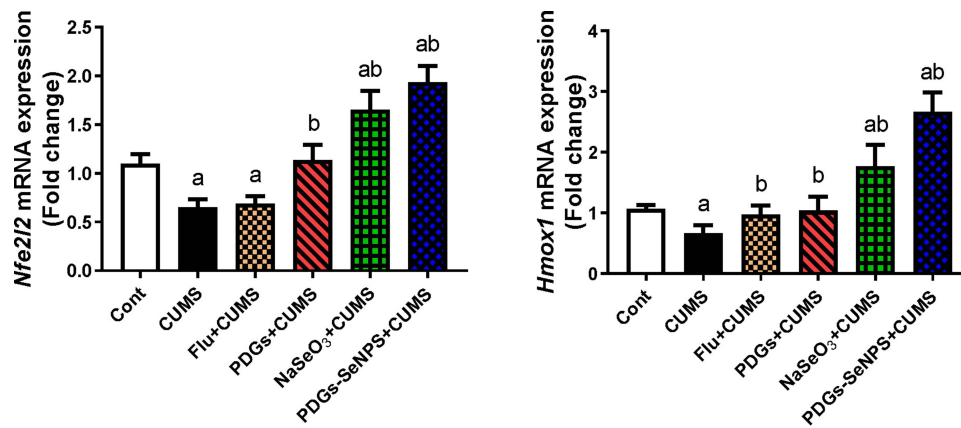 Nfe2l2 mRNA expression
(Fold change)
2.5
2.0
1.5
1.0
0.5
0.0
a
a
b
ab
ab
Cont
CUMS
Flu+CUMS
PDGs+CUMS
NaSeO₃+CUMS
PDGs-SeNPS+CUMS
Hmox1 mRNA expression
(Fold change)
4
3
2
1
0
a
b
b
ab
ab
Cont
CUMS
Flu+CUMS
PDGs+CUMS
NaSeO₃+CUMS
PDGs-SeNPS+CUMS